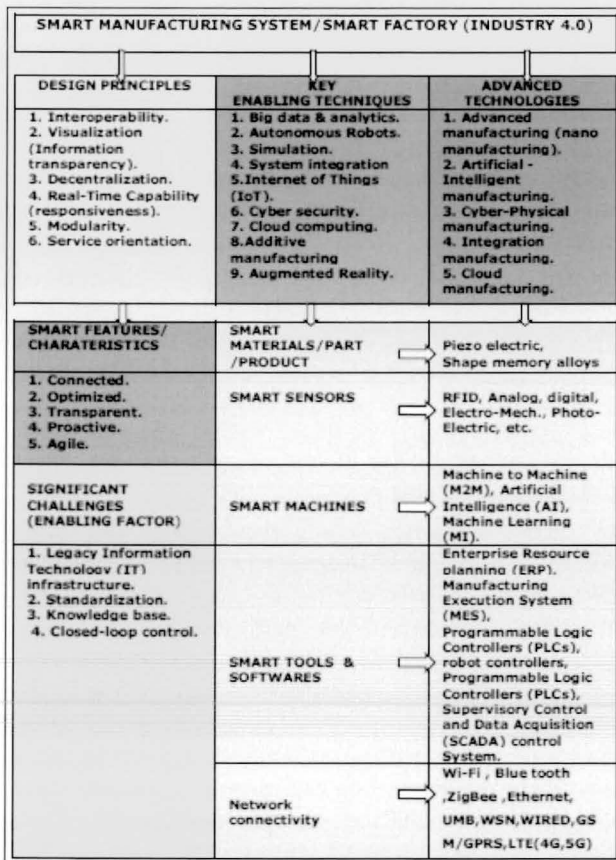 SMART MANUFACTURING SYSTEM/SMART FACTORY (INDUSTRY 4.0)
DESIGN PRINCIPLES
1. Interoperability.
2. Visualization
(Information
transparency).
3. Decentralization.
4. Real-Time Capability
(responsiveness).
5. Modularity.
6. Service orientation.
KEY
ENABLING TECHNIQUES
1. Big data & analytics.
2. Autonomous Robots.
3. Simulation.
4. System integration
5.Internet of Things
(IoT).
6. Cyber security.
7. Cloud computing.
8.Additive
manufacturing
9. Augmented Reality.
ADVANCED
TECHNOLOGIES
1. Advanced
manufacturing (nano
manufacturing).
2. Artificial -
Intelligent
manufacturing.
3. Cyber-Physical
manufacturing.
4. Integration
manufacturing.
5. Cloud
manufacturing.
SMART FEATURES/
CHARATERISTICS
1. Connected.
2. Optimized.
3. Transparent.
4. Proactive.
5. Agile.
SIGNIFICANT
CHALLENGES
(ENABLING FACTOR)
1. Legacy Information
Technology (IT)
infrastructure.
2. Standardization.
3. Knowledge base.
4. Closed-loop control.
SMART
MATERIALS/PART
/PRODUCT
Piezo electric,
Shape memory alloys
SMART SENSORS
RFID, Analog, digital,
Electro-Mech., Photo-
Electric, etc.
SMART MACHINES
Machine to Machine
(M2M), Artificial
Intelligence (AI),
Machine Learning
(MI).
SMART TOOLS &
SOFTWARES
Enterprise Resource
planning (ERP).
Manufacturing
Execution System
(MES),
Programmable Logic
Controllers (PLCs),
robot controllers,
Programmable Logic
Controllers (PLCs),
Supervisory Control
and Data Acquisition
(SCADA) control
System.
Network
connectivity
Wi-Fi , Blue tooth
,ZigBee ,Ethernet,
UMB,WSN,WIRED,GS
M/GPRS,LTE(4G,5G)